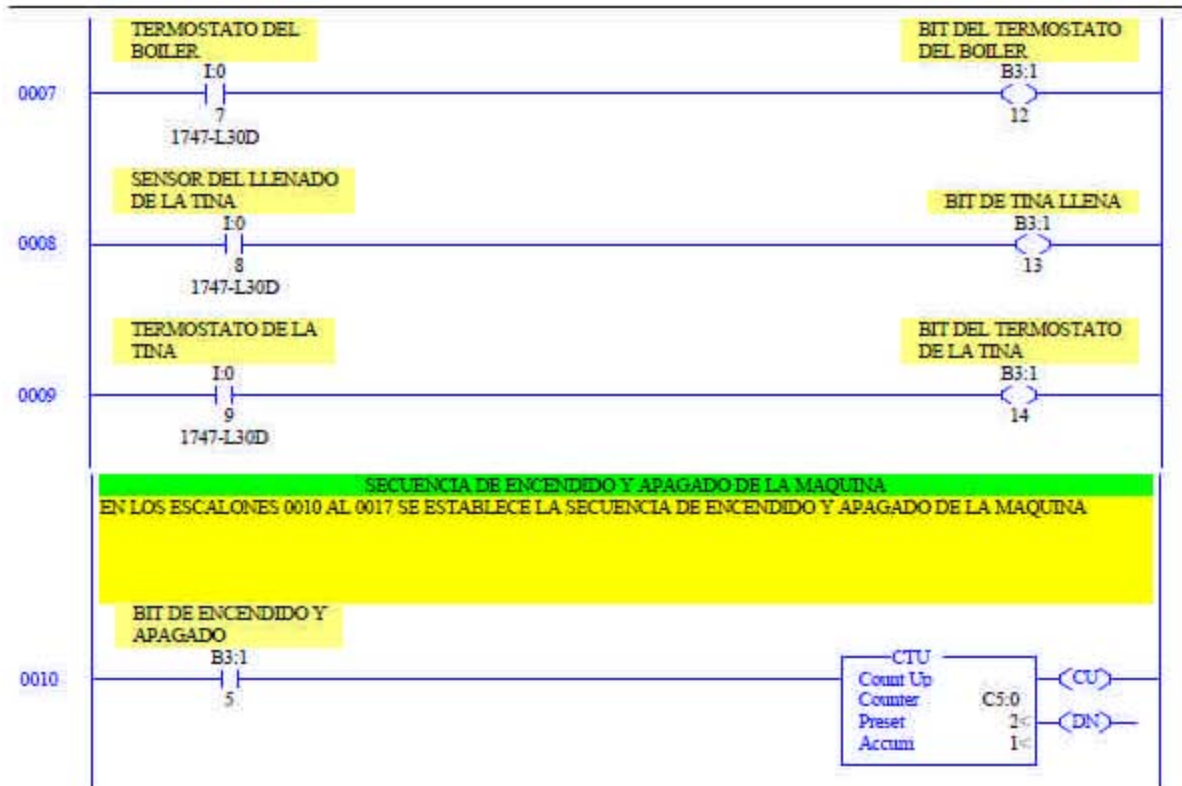 TERMOSTATO DEL
BOILER
I:0
7
1747-L30D
BIT DEL TERMOSTATO
DEL BOILER
B3:1
12
0007
SENSOR DEL LLENADO
DE LA TINA
I:0
8
1747-L30D
BIT DE TINA LLENA
B3:1
13
0008
TERMOSTATO DE LA
TINA
I:0
9
1747-L30D
BIT DEL TERMOSTATO
DE LA TINA
B3:1
14
0009
SECUENCIA DE ENCENDIDO Y APAGADO DE LA MAQUINA
EN LOS ESCALONES 0010 AL 0017 SE ESTABLECE LA SECUENCIA DE ENCENDIDO Y APAGADO DE LA MAQUINA
BIT DE ENCENDIDO Y
APAGADO
B3:1
5
0010
CTU
Count Up
Counter C5:0
Preset 2<
Accum 1<
CU
DN